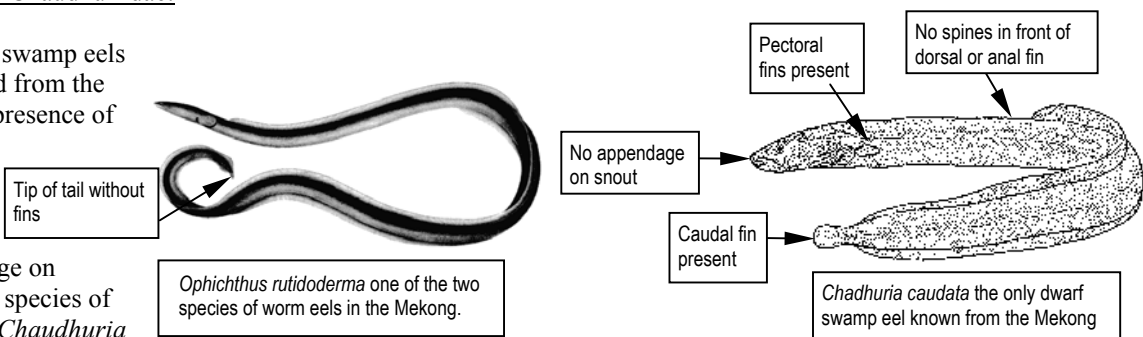 swamp eels
d from the
presence of
ge on
species of
Chaudhuria
Tip of tail without
fins
Ophichthus rutidoderma one of the two
species of worm eels in the Mekong.
Pectoral
fins present
No spines in front of
dorsal or anal fin
No appendage
on snout
Caudal fin
present
Chadhuria caudata the only dwarf
swamp eel known from the Mekong